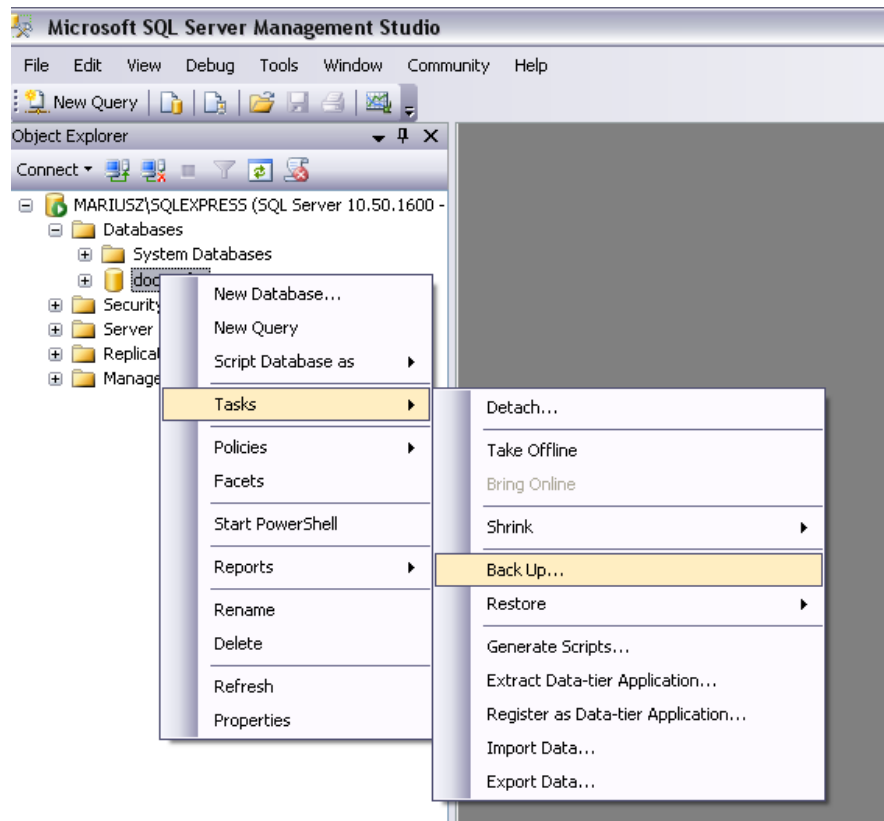 Microsoft SQL Server Management Studio
File Edit View Debug Tools Window Community Help
New Query
Object Explorer
Connect
MARIUSZ\SQLEXPRESS (SQL Server 10.50.1600 -
Databases
System Databases
Security
Server
New Database...
New Query
Script Database as
Tasks
Policies
Facets
Start PowerShell
Reports
Rename
Delete
Refresh
Properties
Detach...
Take Offline
Bring Online
Shrink
Back Up...
Restore
Generate Scripts...
Extract Data-tier Application...
Register as Data-tier Application...
Import Data...
Export Data...